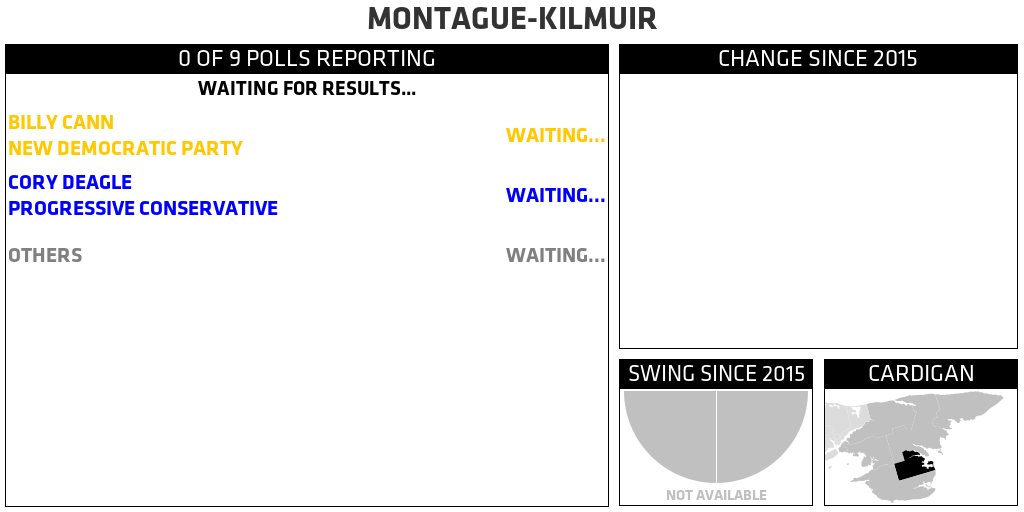 MONTAGUE-KILMUIR
0 OF 9 POLLS REPORTING
WAITING FOR RESULTS...
BILLY CANN
NEW DEMOCRATIC PARTY
WAITING...
CORY DEAGLE
PROGRESSIVE CONSERVATIVE
WAITING...
OTHERS
WAITING...
CHANGE SINCE 2015
SWING SINCE 2015
NOT AVAILABLE
CARDIGAN